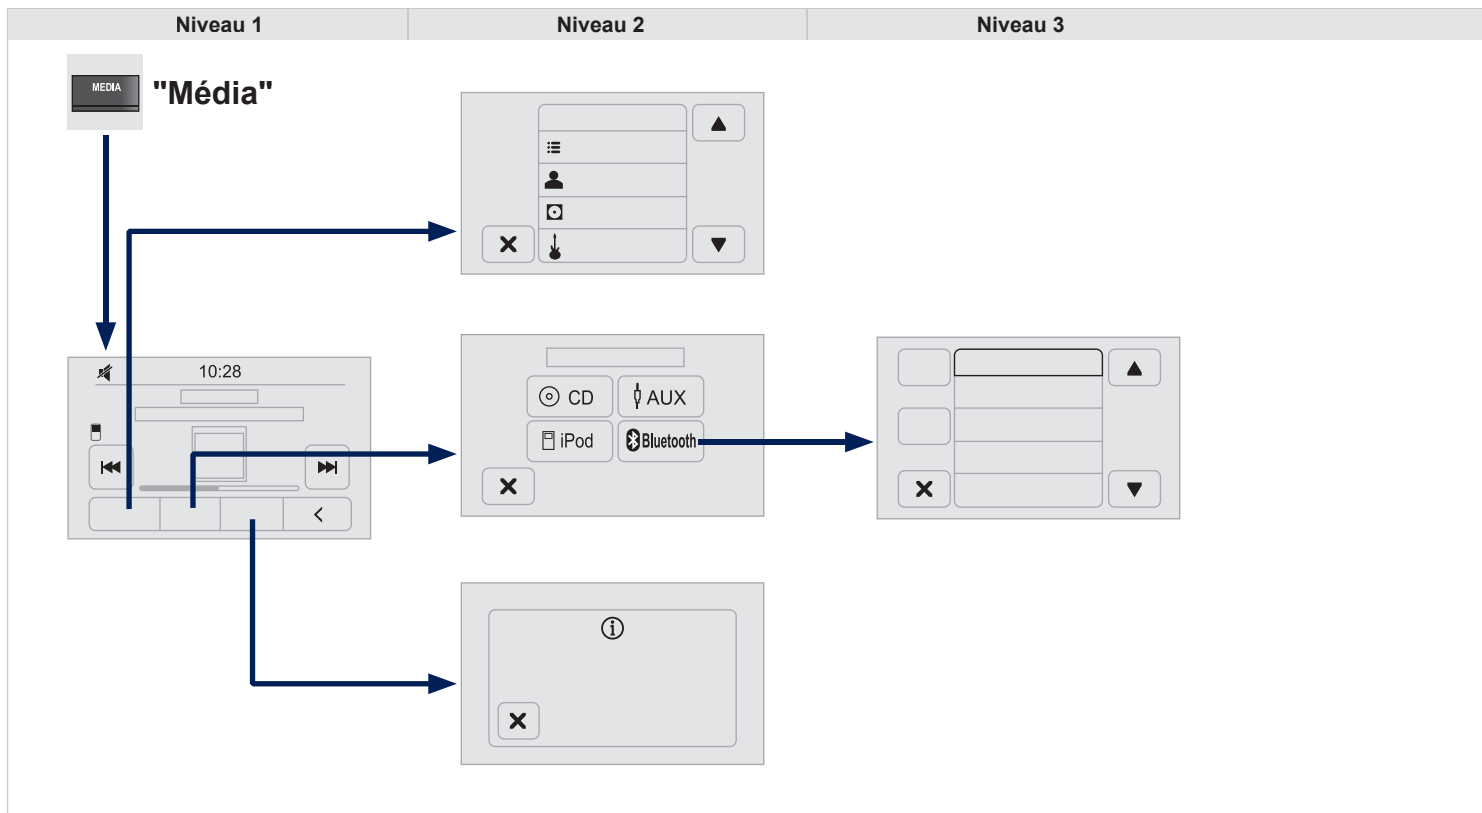 Niveau 1
Niveau 2
Niveau 3
MEDIA
"Média"
10:28
CD
AUX
iPod
Bluetooth